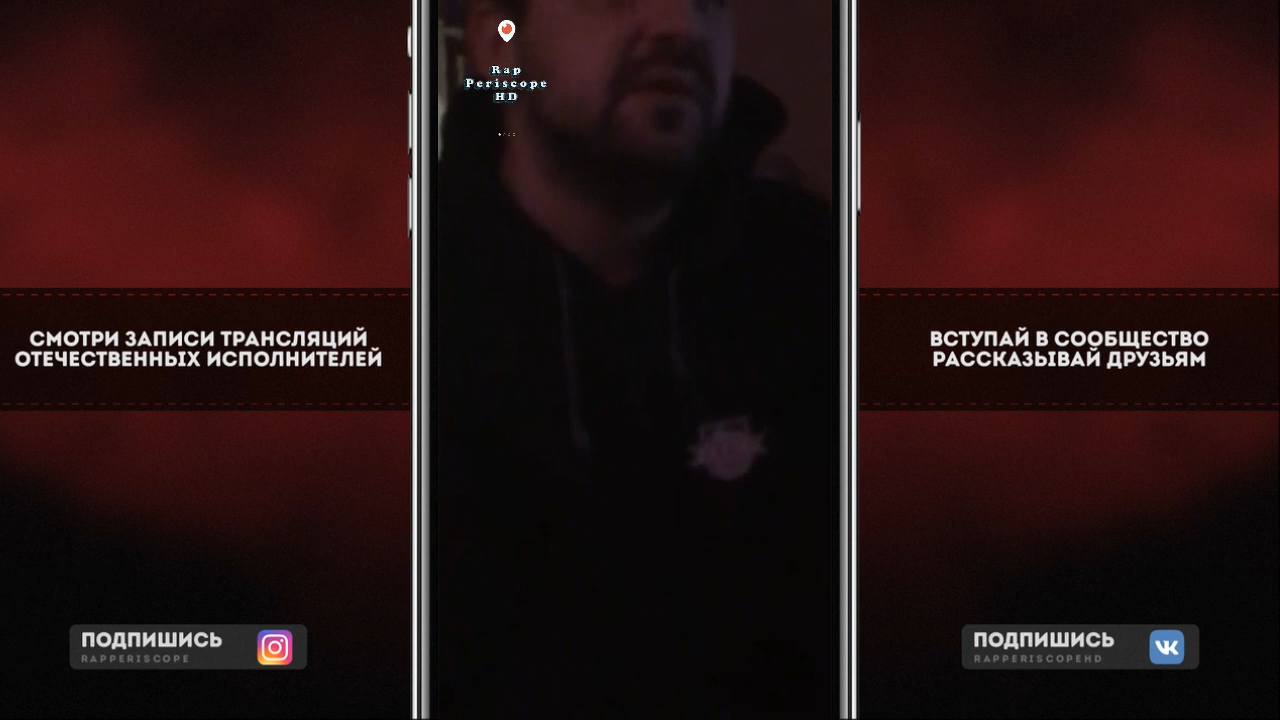 Rap
Periscope
HD
СМОТРИ ЗАПИСИ ТРАНСЛЯЦИЙ
ОТЕЧЕСТВЕННЫХ ИСПОЛНИТЕЛЕЙ
ВСТУПАЙ В СООБЩЕСТВО
РАССКАЗЫВАЙ ДРУЗЬЯМ
ПОДПИШИСЬ
RAPPERISCOPE
ПОДПИШИСЬ
RAPPERISCOPEHD